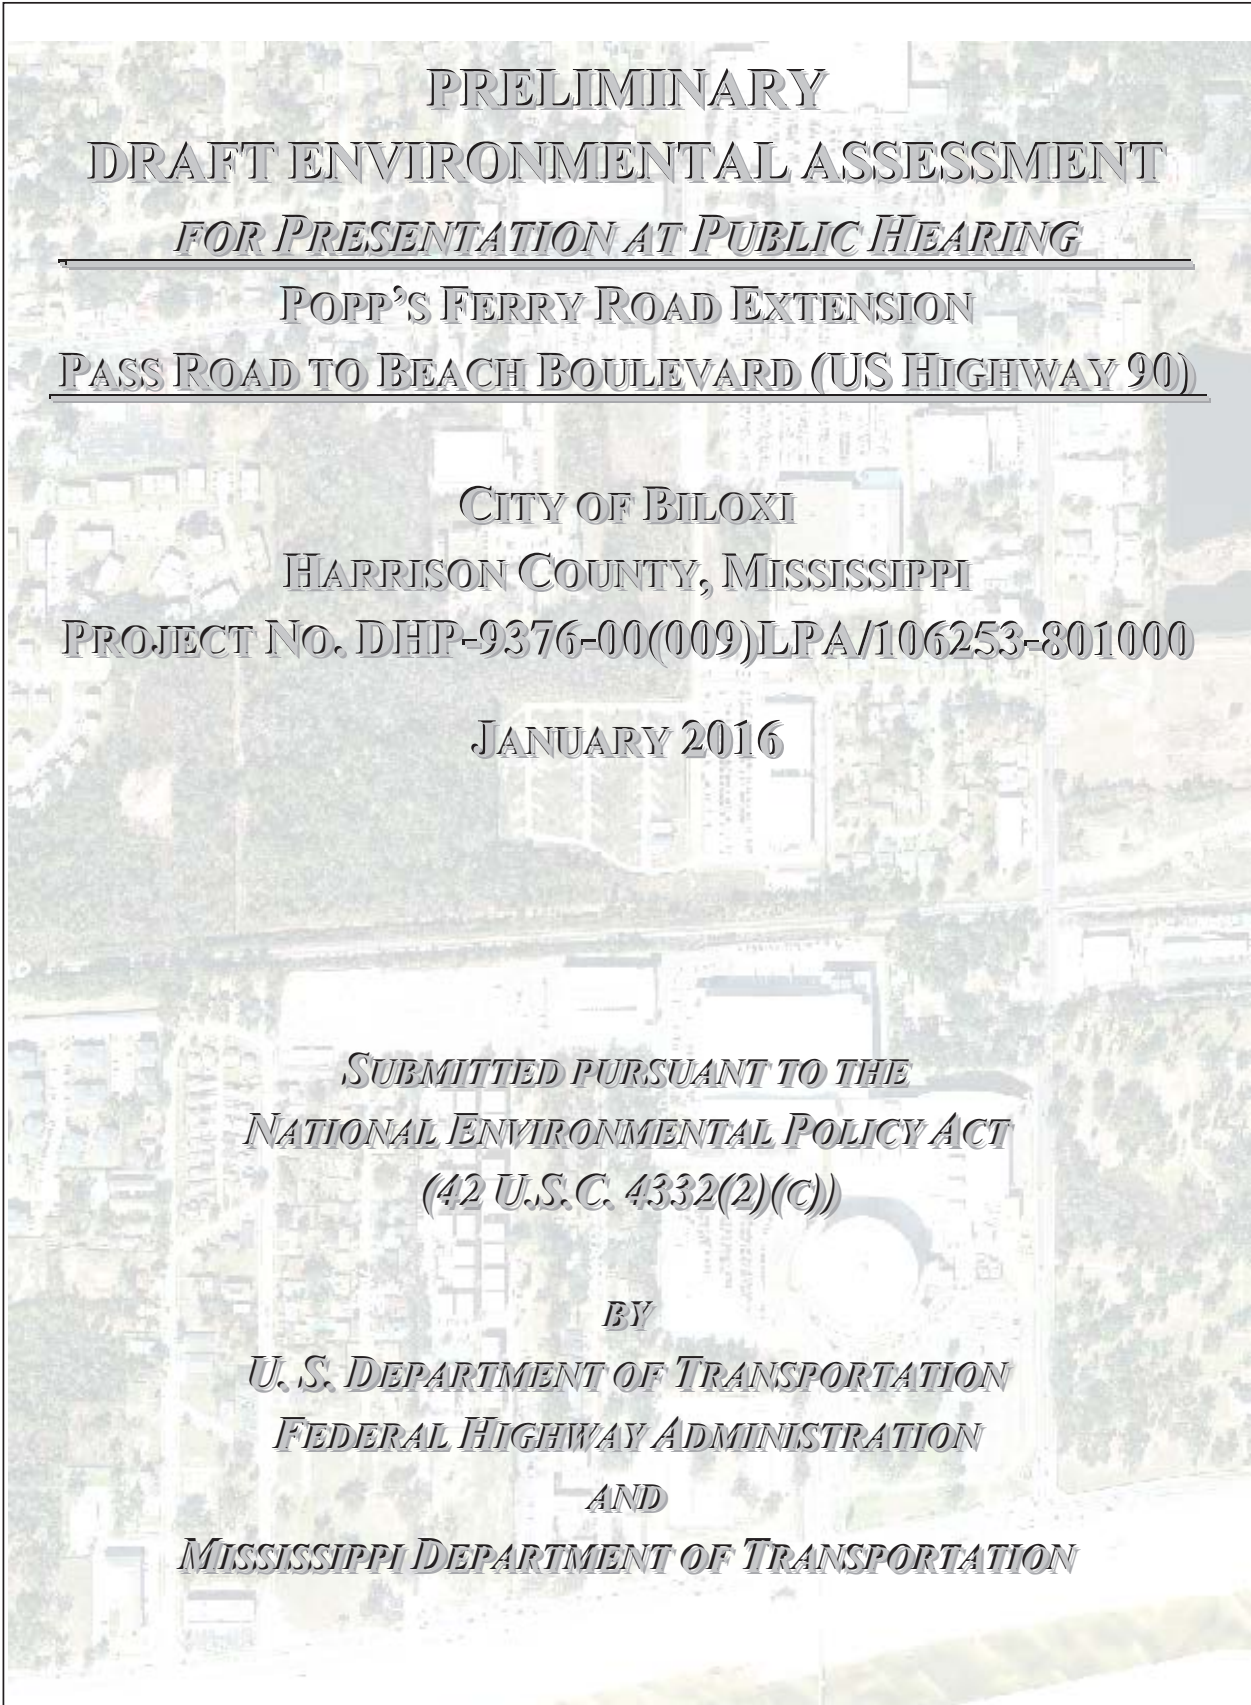 PRELIMINARY
DRAFT ENVIRONMENTAL ASSESSMENT
FOR PRESENTATION AT PUBLIC HEARING
POPP'S FERRY ROAD EXTENSION
PASS ROAD TO BEACH BOULEVARD (US HIGHWAY 90)
CITY OF BILOXI
HARRISON COUNTY, MISSISSIPPI
PROJECT NO. DHP-9376-00(009)LPA/106253-801000
JANUARY 2016
SUBMITTED PURSUANT TO THE
NATIONAL ENVIRONMENTAL POLICY ACT
(42 U.S.C. 4332(2)(C))
BY
U. S. DEPARTMENT OF TRANSPORTATION
FEDERAL HIGHWAY ADMINISTRATION
AND
MISSISSIPPI DEPARTMENT OF TRANSPORTATION